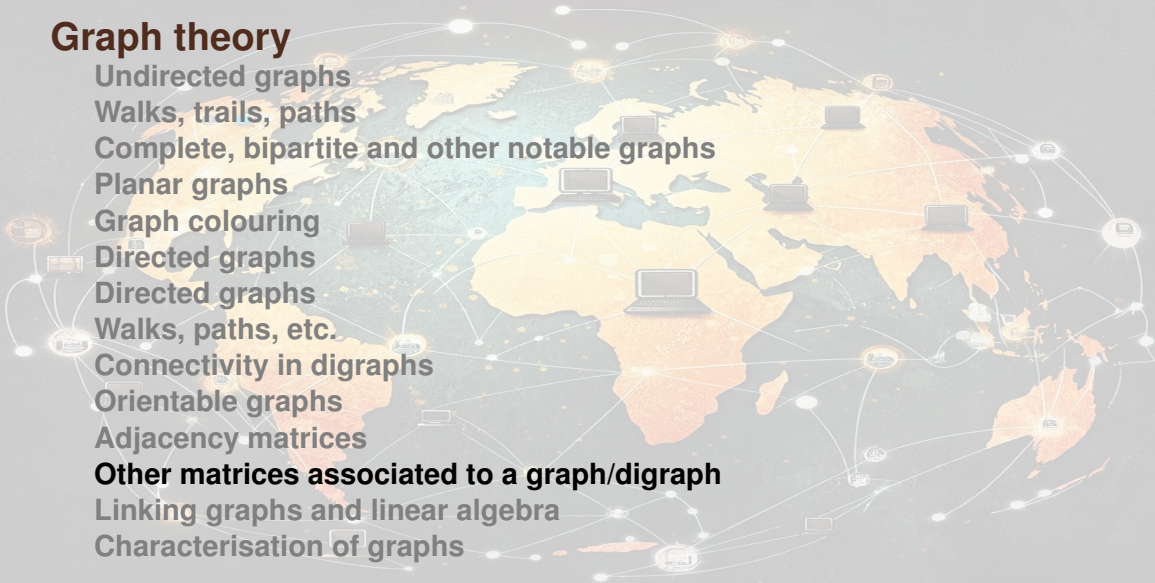 Graph theory
Undirected graphs
Walks, trails, paths
Complete, bipartite and other notable graphs
Planar graphs
Graph colouring
Directed graphs
Directed graphs
Walks, paths, etc.
Connectivity in digraphs
Orientable graphs
Adjacency matrices
Other matrices associated to a graph/digraph
Linking graphs and linear algebra
Characterisation of graphs